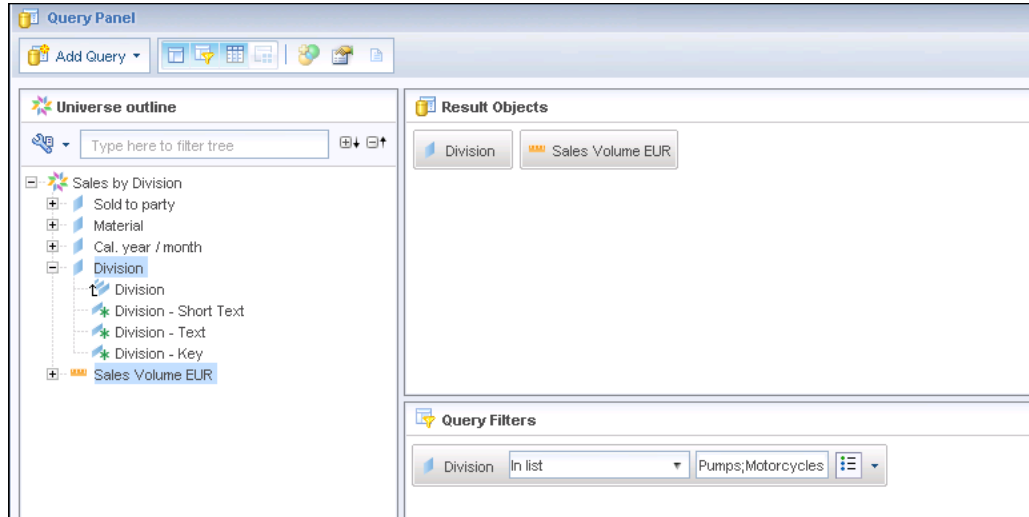 Query Panel
Add Query
Universe outline
Type here to filter tree
Sales by Division
Sold to party
Material
Cal. year / month
Division
Division
Division - Short Text
Division - Text
Division - Key
Sales Volume EUR
Result Objects
Division
Sales Volume EUR
Query Filters
Division
In list
Pumps;Motorcycles